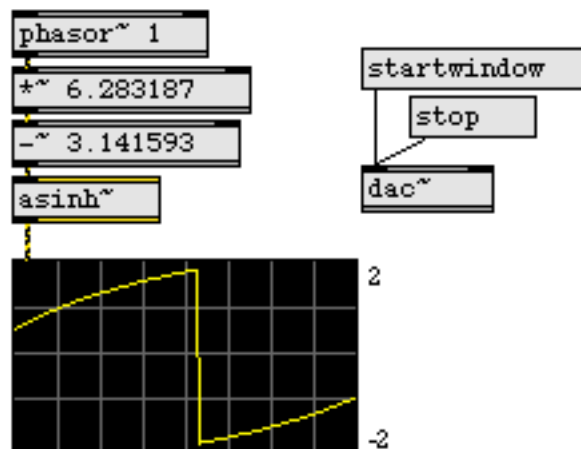 phasor~ 1
*~ 6.283187
-~ 3.141593
asinh~
startwindow
stop
dac~
2
-2